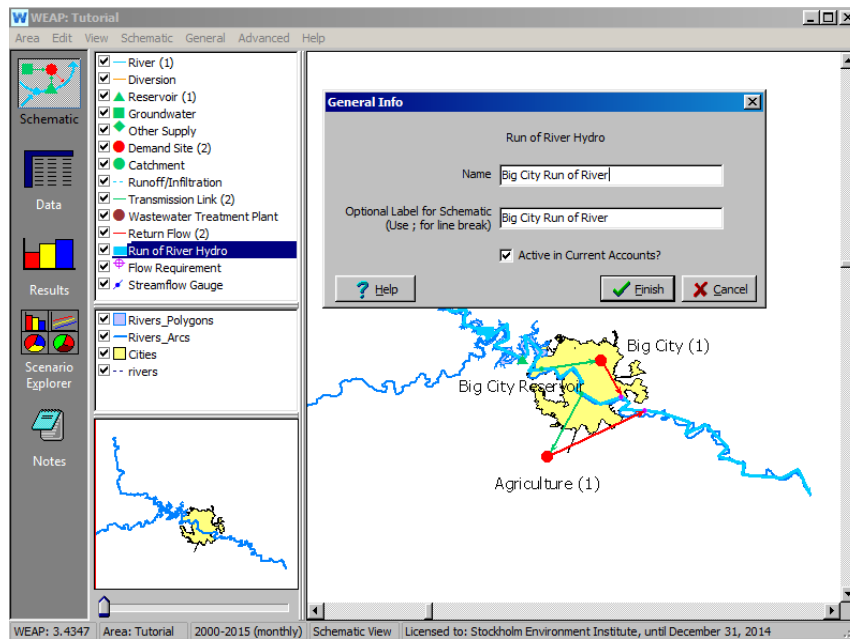 WEAP: Tutorial
Area Edit View Schematic General Advanced Help
Schematic
Data
Results
Scenario
Explorer
Notes
River (1)
Diversion
Reservoir (1)
Groundwater
Other Supply
Demand Site (2)
Catchment
Runoff/Infiltration
Transmission Link (2)
Wastewater Treatment Plant
Return Flow (2)
Run of River Hydro
Flow Requirement
Streamflow Gauge
Rivers_Polygons
Rivers_Arcs
Cities
rivers
General Info
Run of River Hydro
Name Big City Run of River
Optional Label for Schematic
(Use ; for line break) Big City Run of River
Active in Current Accounts?
Help Finish Cancel
Big City (1)
Big City Reservoir
Agriculture (1)
WEAP: 3.4347 Area: Tutorial 2000-2015 (monthly) Schematic View Licensed to: Stockholm Environment Institute, until December 31, 2014